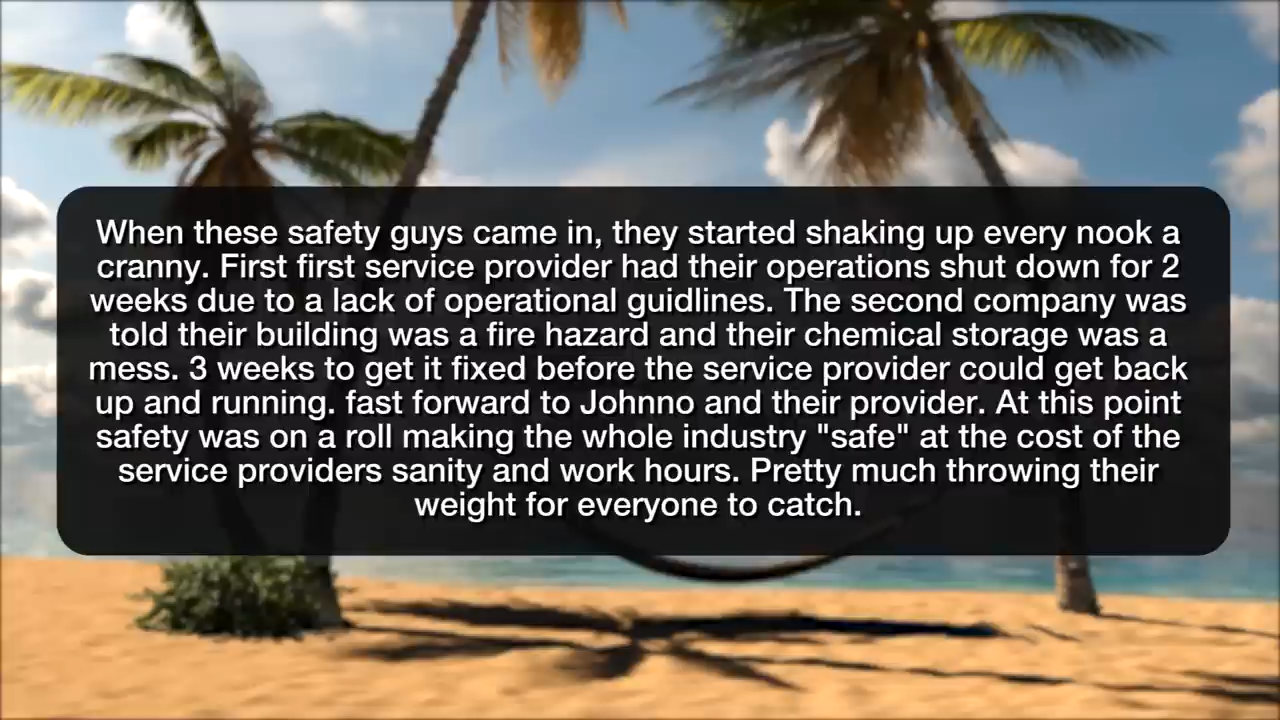 When these safety guys came in, they started shaking up every nook a
cranny. First first service provider had their operations shut down for 2
weeks due to a lack of operational guidlines. The second company was
told their building was a fire hazard and their chemical storage was a
mess. 3 weeks to get it fixed before the service provider could get back
up and running. fast forward to Johnno and their provider. At this point
safety was on a roll making the whole industry "safe" at the cost of the
service providers sanity and work hours. Pretty much throwing their
weight for everyone to catch.